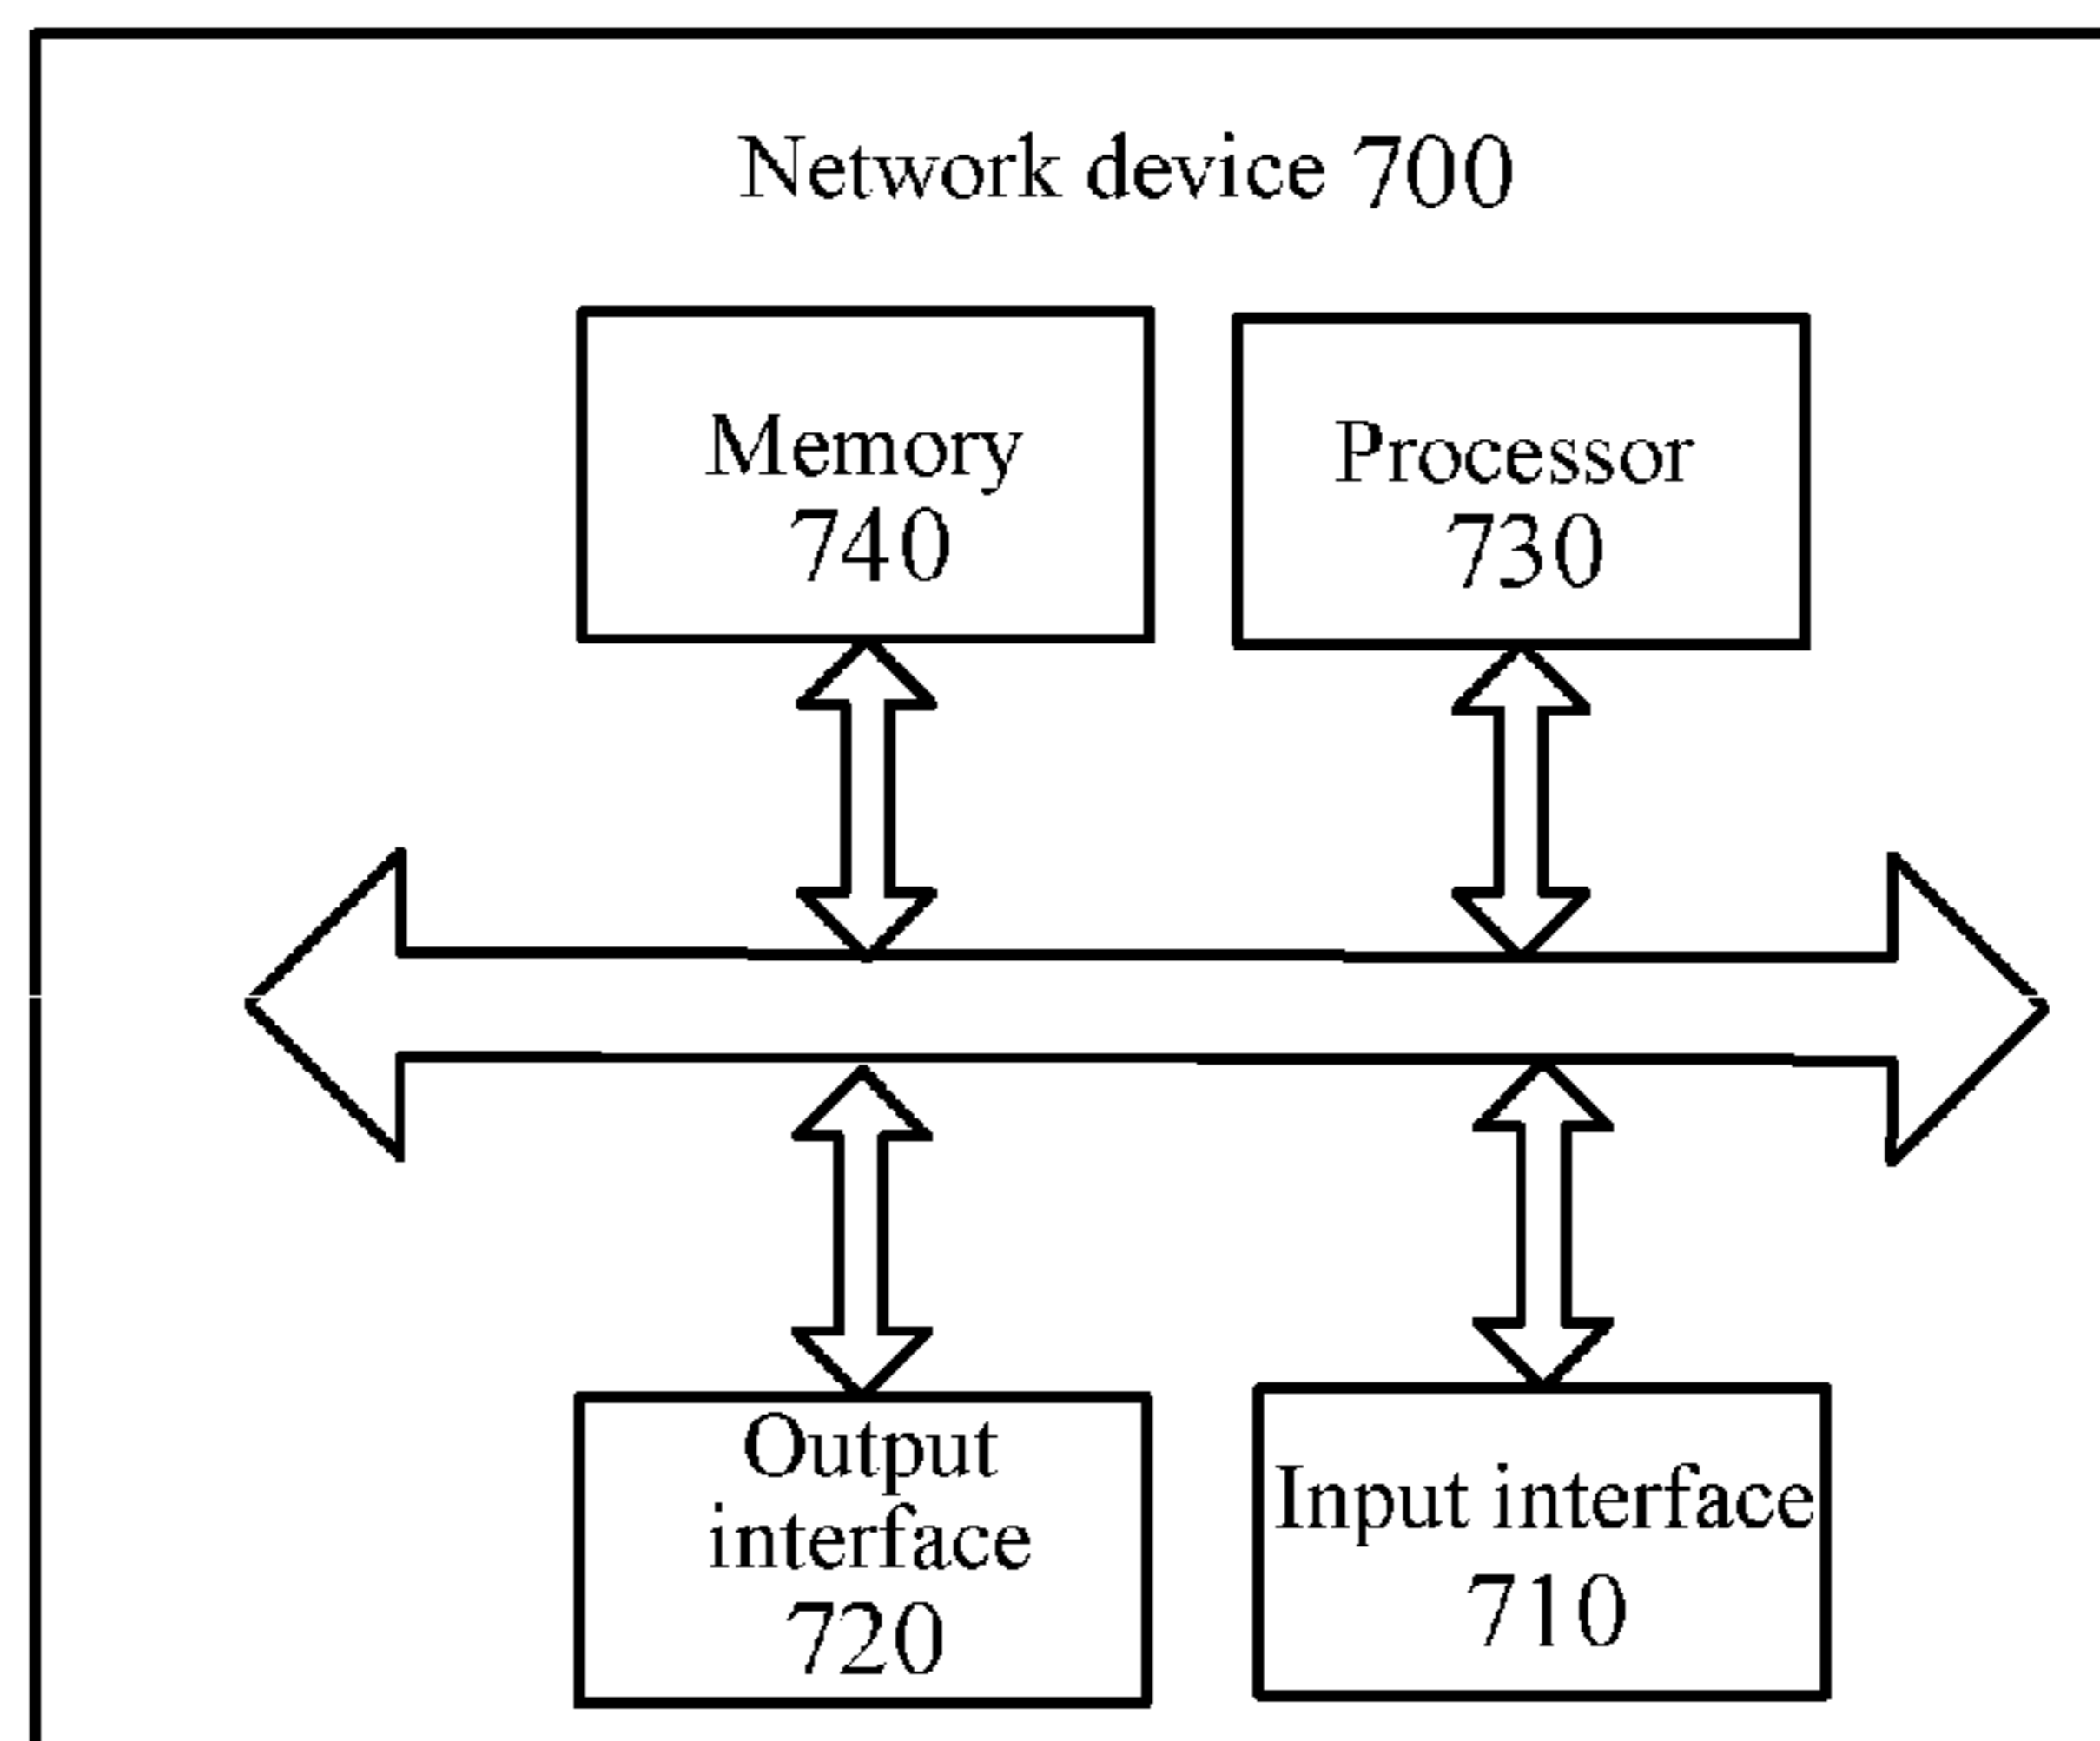 Network device 700
Memory
740
Processor
730
Output
interface
720
Input interface
710